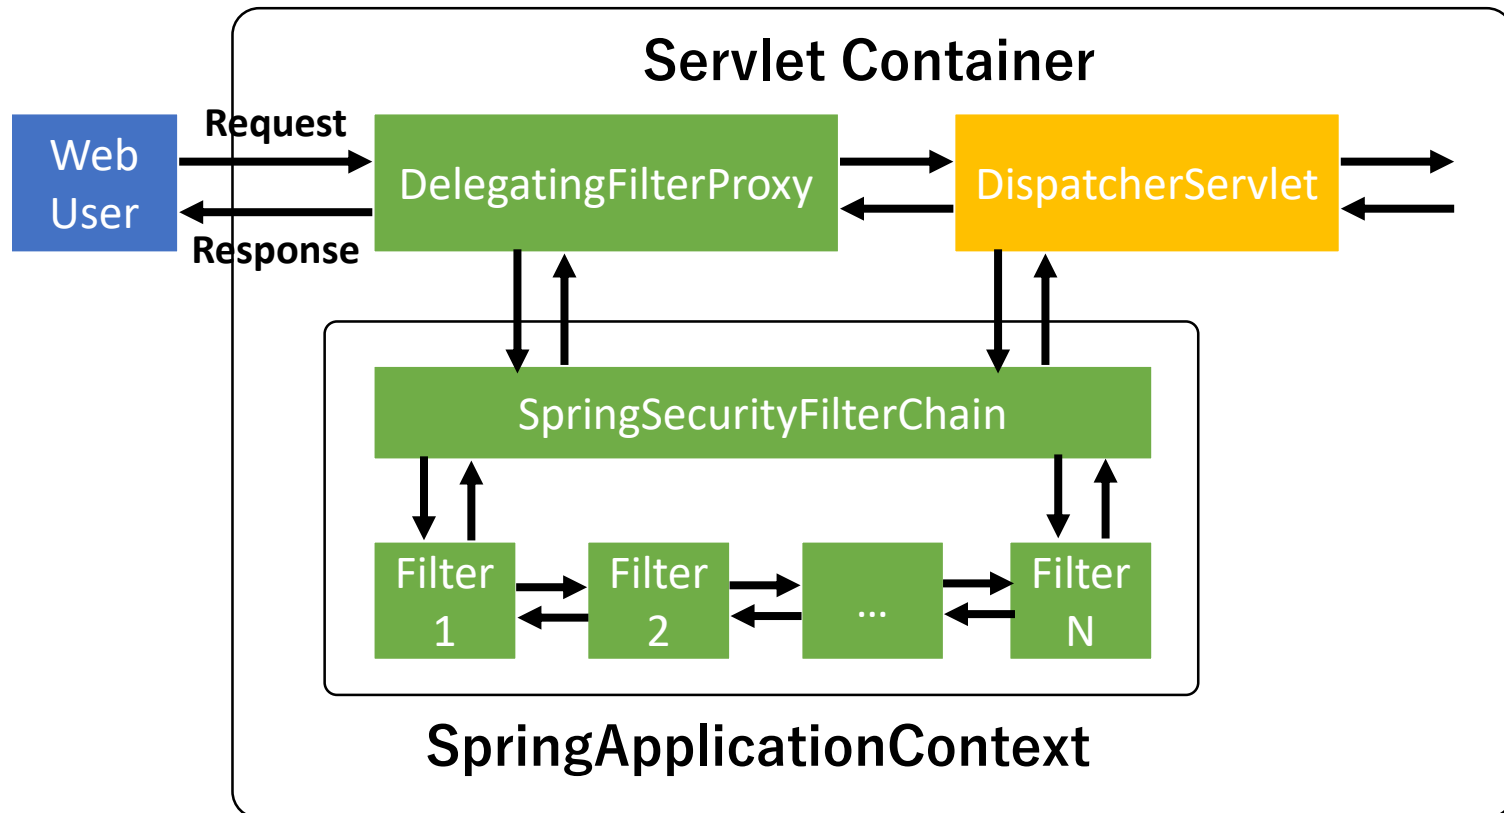 Servlet Container
Request
Web
User
DelegatingFilterProxy
DispatcherServlet
Response
SpringSecurityFilterChain
Filter
1
Filter
2
...
Filter
N
SpringApplicationContext